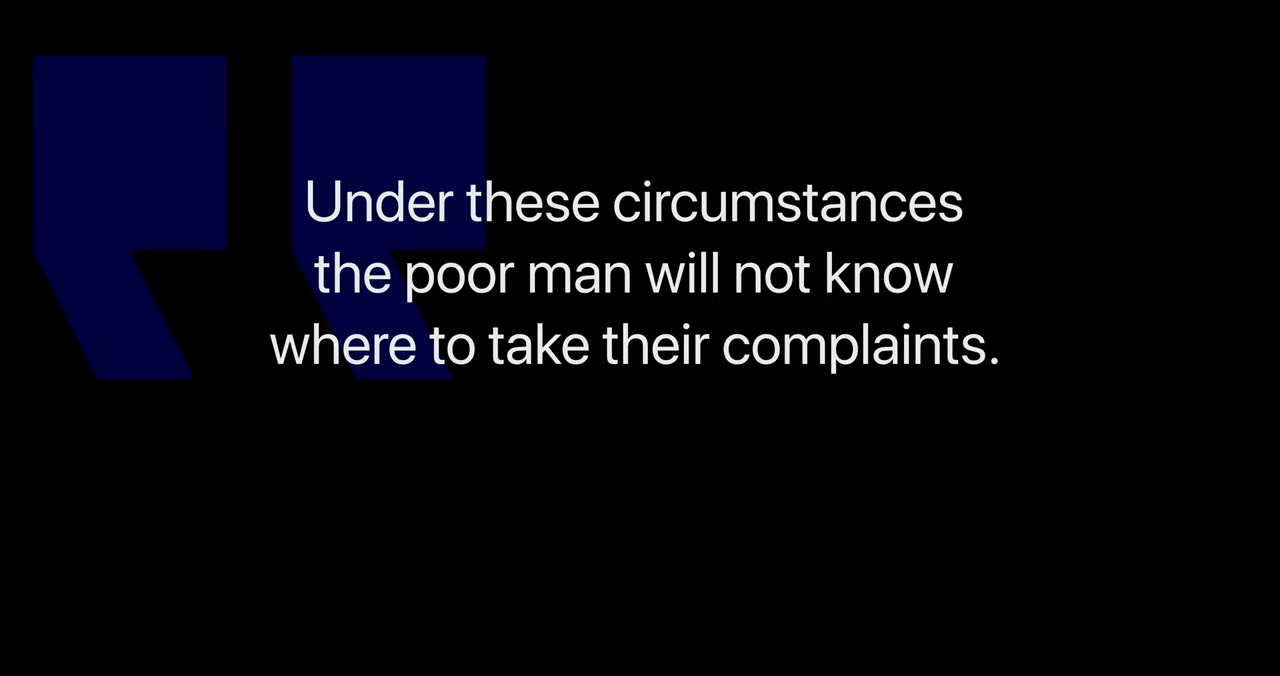 Under these circumstances
the poor man will not know
where to take their complaints.